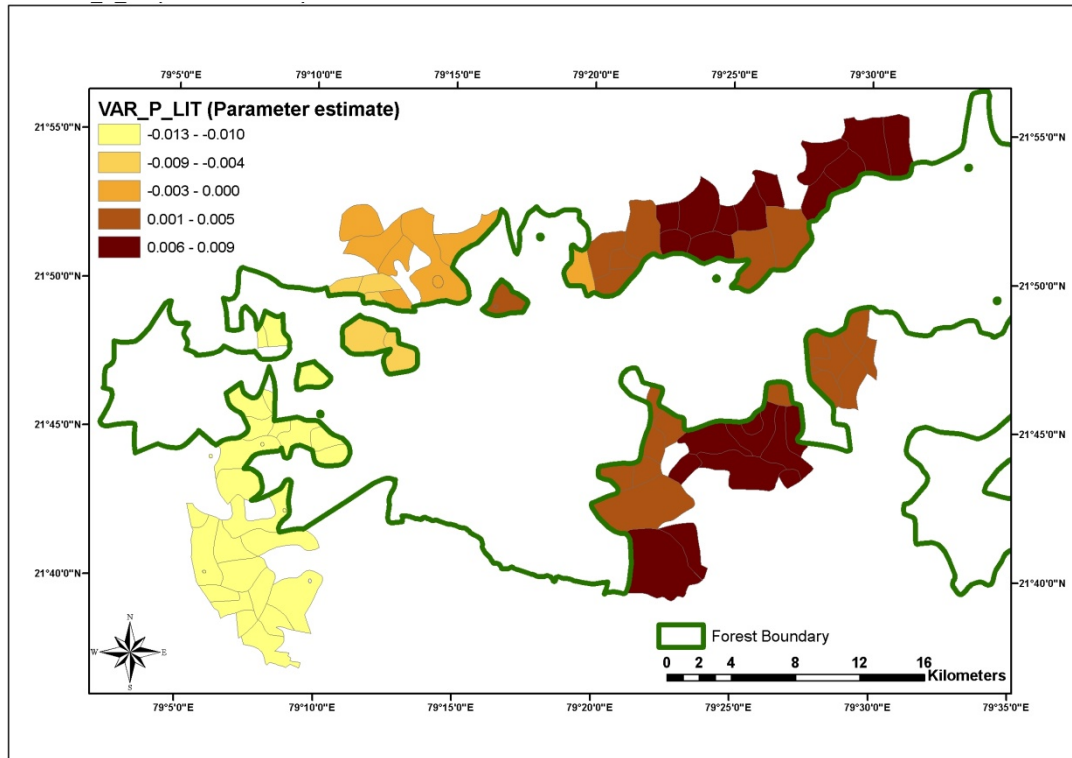 79°5'0"E 79°10'0"E 79°15'0"E 79°20'0"E 79°25'0"E 79°30'0"E
VAR_P_LIT (Parameter estimate)
-0.013 - -0.010
-0.009 - -0.004
-0.003 - 0.000
0.001 - 0.005
0.006 - 0.009
21°55'0"N 21°55'0"N
21°50'0"N 21°50'0"N
21°45'0"N 21°45'0"N
21°40'0"N 21°40'0"N
N
W E
S
Forest Boundary
0 2 4 8 12 16
Kilometers
79°5'0"E 79°10'0"E 79°15'0"E 79°20'0"E 79°25'0"E 79°30'0"E 79°35'0"E